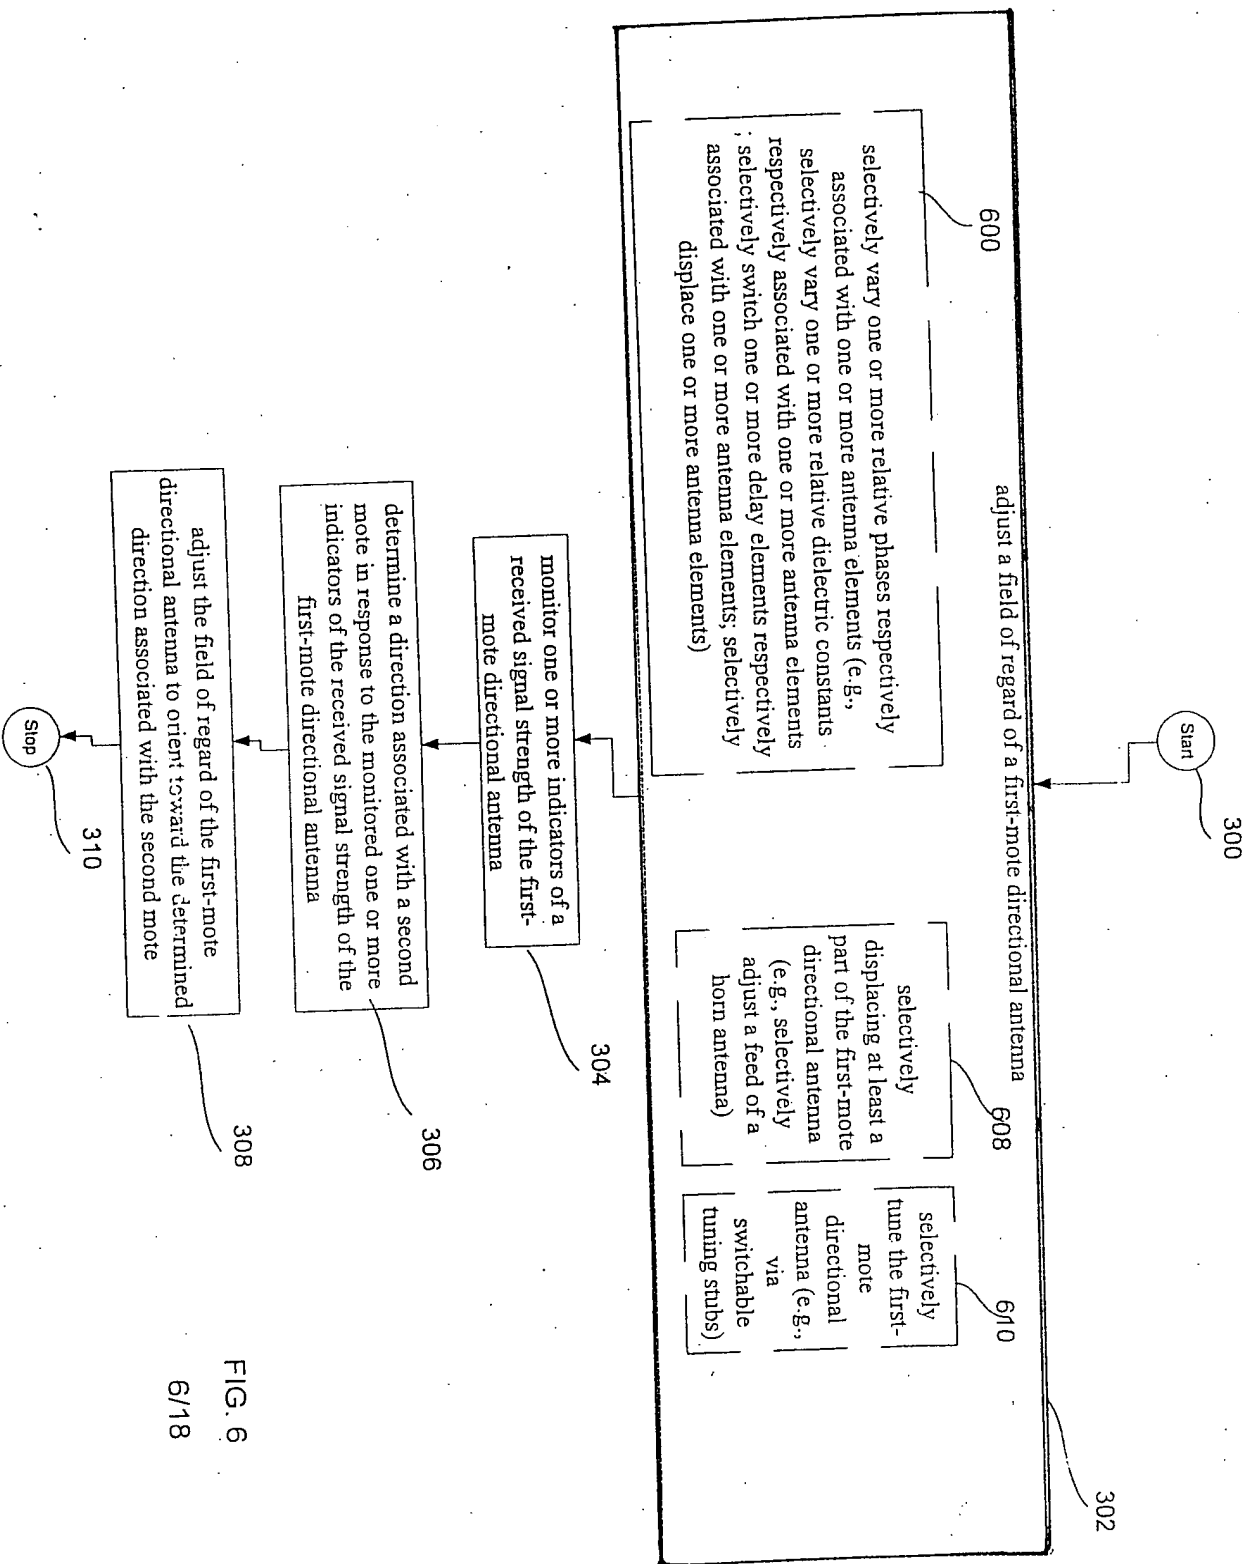 Start
300
302
adjust a field of regard of a first-mote directional antenna
600
selectively vary one or more relative phases respectively
associated with one or more antenna elements (e.g.,
selectively vary one or more relative dielectric constants
respectively associated with one or more antenna elements
; selectively switch one or more delay elements respectively
associated with one or more antenna elements; selectively
displace one or more antenna elements)
608
selectively
displacing at least a
part of the first-mote
directional antenna
(e.g., selectively
adjust a feed of a
horn antenna)
610
selectively
tune the first-
mote
directional
antenna (e.g.,
via
switchable
tuning stubs)
monitor one or more indicators of a
received signal strength of the first-
mote directional antenna
304
determine a direction associated with a second
mote in response to the monitored one or more
indicators of the received signal strength of the
first-mote directional antenna
306
adjust the field of regard of the first-mote
directional antenna to orient toward the determined
direction associated with the second mote
308
Stop
310
FIG. 6
6/18